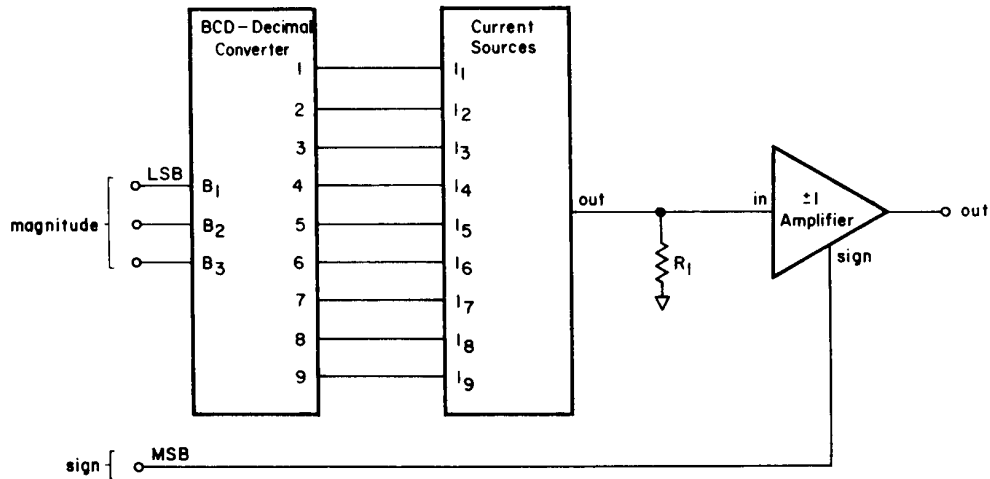 BCD-Decimal
Converter
Current
Sources
1
I1
2
I2
3
I3
magnitude
LSB
B1
4
I4
B2
5
I5
B3
6
I6
7
I7
8
I8
9
I9
out
R1
in
±1
Amplifier
sign
out
sign
MSB